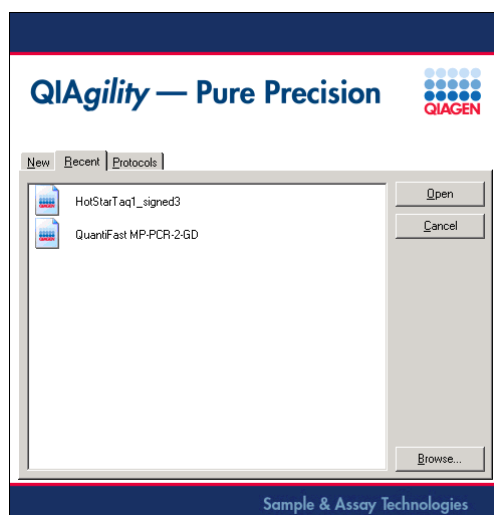 QIAgility — Pure Precision
QIAGEN
New Recent Protocols
HotStarTaq1_signed3
QuantiFast MP-PCR-2-GD
Open
Cancel
Browse...
Sample & Assay Technologies